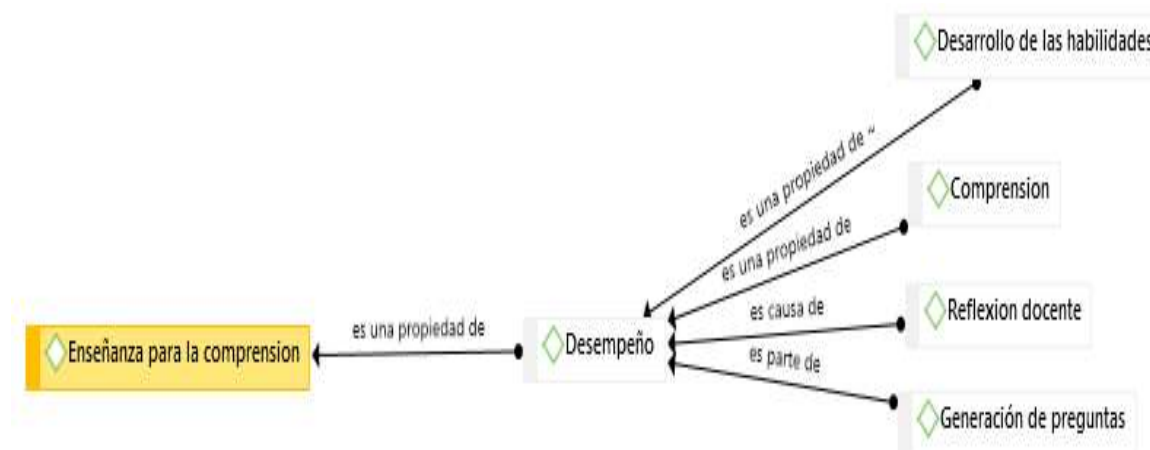 Desarrollo de las habilidades
es una propiedad de ~
Comprension
es una propiedad de
Reflexion docente
es causa de
Enseñanza para la comprension
es una propiedad de
Desempeño
es parte de
Generación de preguntas